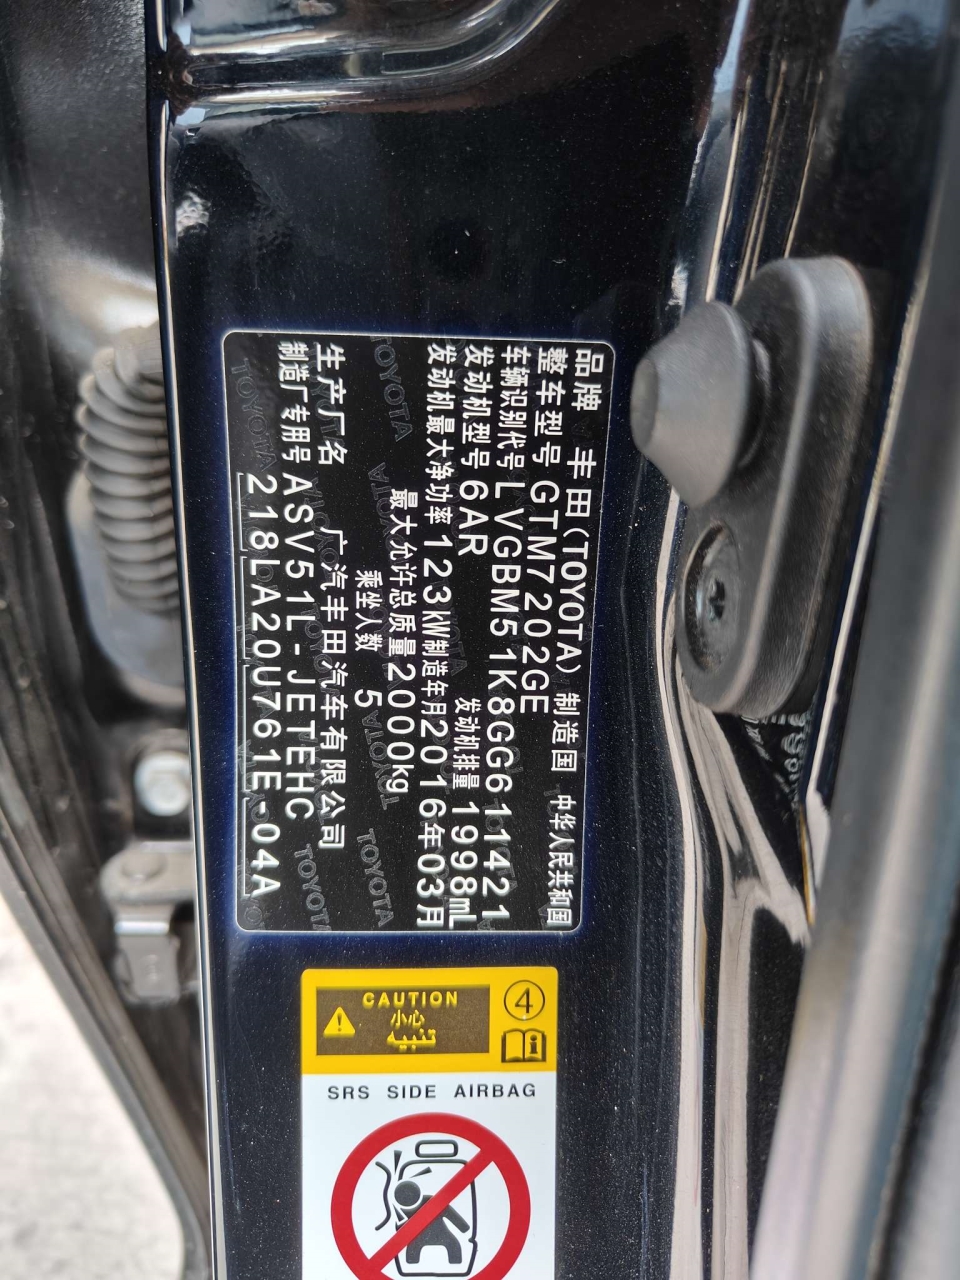 品牌 丰田(TOYOTA) 制造国 中华人民共和国
整车型号 GTM7202GE
车辆识别代号 LVGBM51K8GG611421
发动机型号 6AR 发动机排量 1998mL
发动机最大净功率 123kW 制造年月 2016年03月
最大允许总质量 2000kg
乘坐人数 5
生产厂名 广汽丰田汽车有限公司
制造厂专用号 ASV51L-JETEHC
218LA20U761E-04A
CAUTION
小心
تنبيه
4
i
SRS SIDE AIRBAG